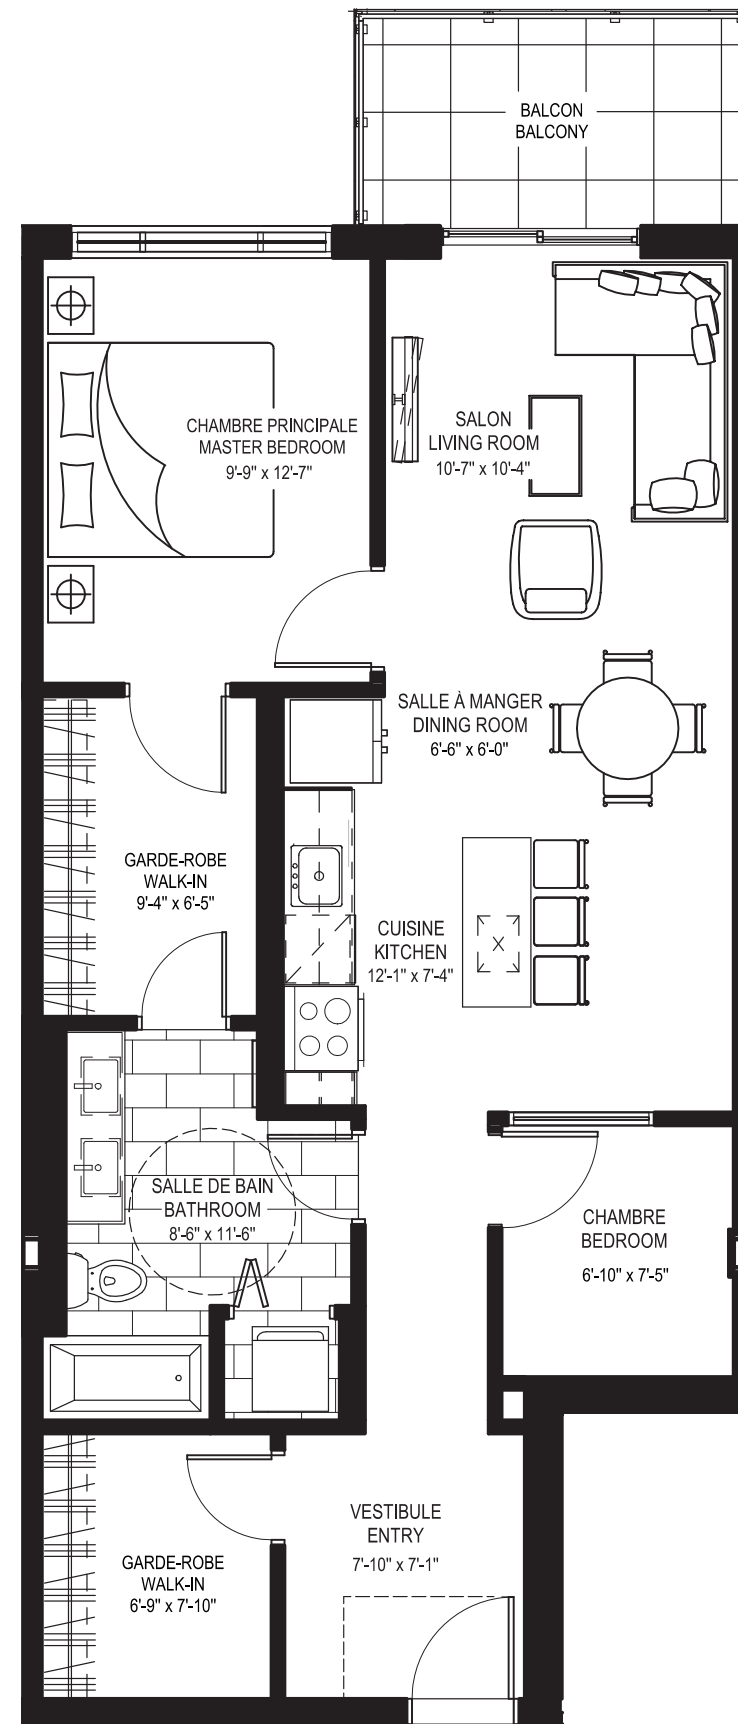 BALCON
BALCONY
CHAMBRE PRINCIPALE
MASTER BEDROOM
9'-9" x 12'-7"
SALON
LIVING ROOM
10'-7" x 10'-4"
SALLE À MANGER
DINING ROOM
6'-6" x 6'-0"
GARDE-ROBE
WALK-IN
9'-4" x 6'-5"
CUISINE
KITCHEN
12'-1" x 7'-4"
SALLE DE BAIN
BATHROOM
8'-6" x 11'-6"
CHAMBRE
BEDROOM
6'-10" x 7'-5"
VESTIBULE
ENTRY
7'-10" x 7'-1"
GARDE-ROBE
WALK-IN
6'-9" x 7'-10"